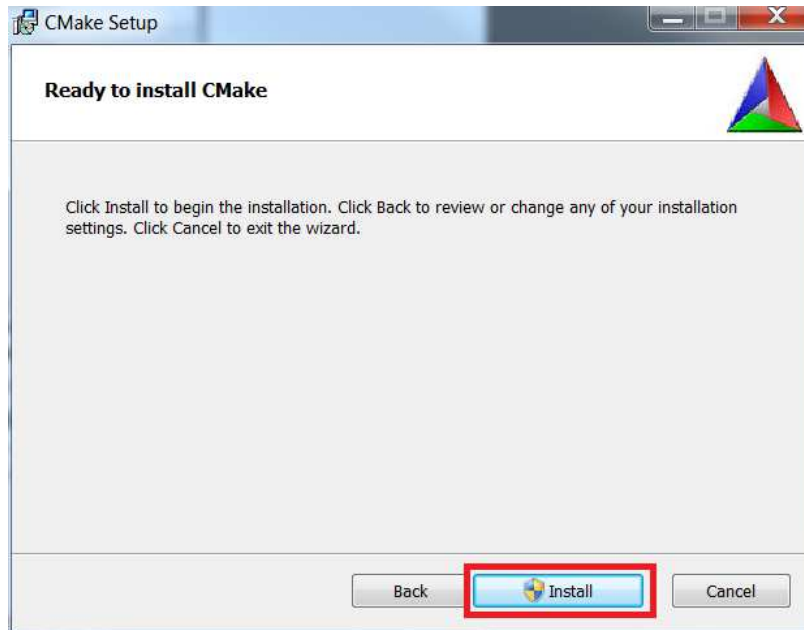 CMake Setup
Ready to install CMake
Click Install to begin the installation. Click Back to review or change any of your installation
settings. Click Cancel to exit the wizard.
Back
Install
Cancel